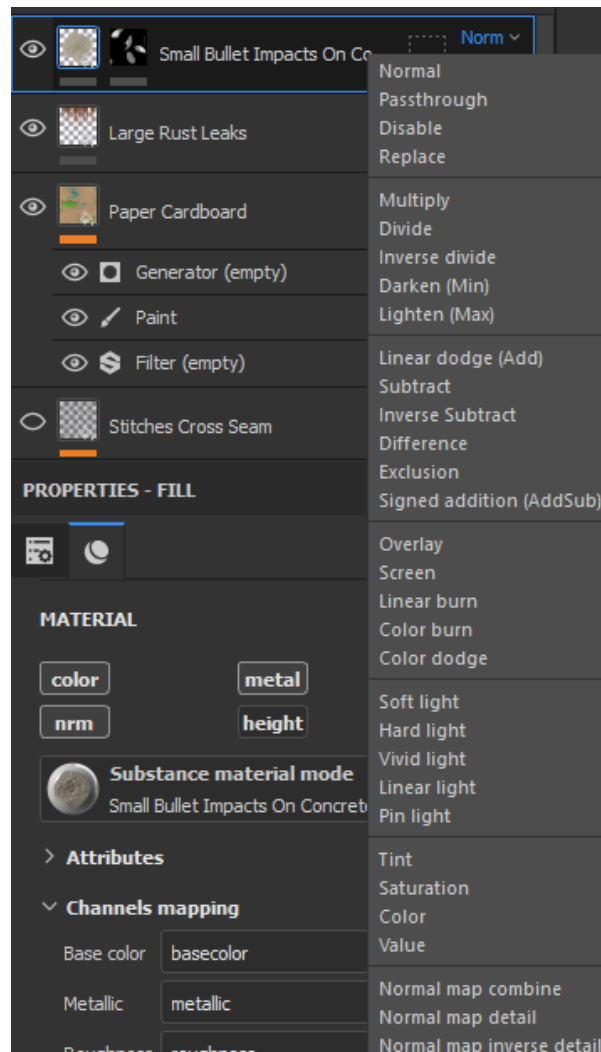 Small Bullet Impacts On Co
Norm
Large Rust Leaks
Paper Cardboard
Generator (empty)
Paint
Filter (empty)
Stitches Cross Seam
PROPERTIES - FILL
MATERIAL
color
metal
nrm
height
Substance material mode
Small Bullet Impacts On Concret
Attributes
Channels mapping
Base color
basecolor
Metallic
metallic
Roughness
roughness
Normal
Passthrough
Disable
Replace
Multiply
Divide
Inverse divide
Darken (Min)
Lighten (Max)
Linear dodge (Add)
Subtract
Inverse Subtract
Difference
Exclusion
Signed addition (AddSub)
Overlay
Screen
Linear burn
Color burn
Color dodge
Soft light
Hard light
Vivid light
Linear light
Pin light
Tint
Saturation
Color
Value
Normal map combine
Normal map detail
Normal map inverse detail